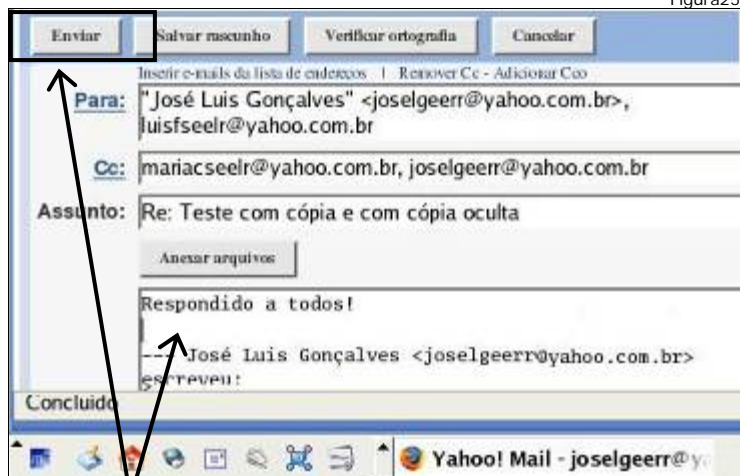 Figura25
Enviar Salvar rascunho Verificar ortografia Cancelar
Inserir e-mails da lista de endereços | Remover Cc - Adicionar Cco
Para: "José Luis Gonçalves" <joselgeerr@yahoo.com.br>,
luisfseelr@yahoo.com.br
Cc: mariacseelr@yahoo.com.br, joselgeerr@yahoo.com.br
Assunto: Re: Teste com cópia e com cópia oculta
Anexar arquivos
Respondido a todos!
--- José Luis Gonçalves <joselgeerr@yahoo.com.br>
escreveu:
Concluído
Yahoo! Mail - joselgeerr@y